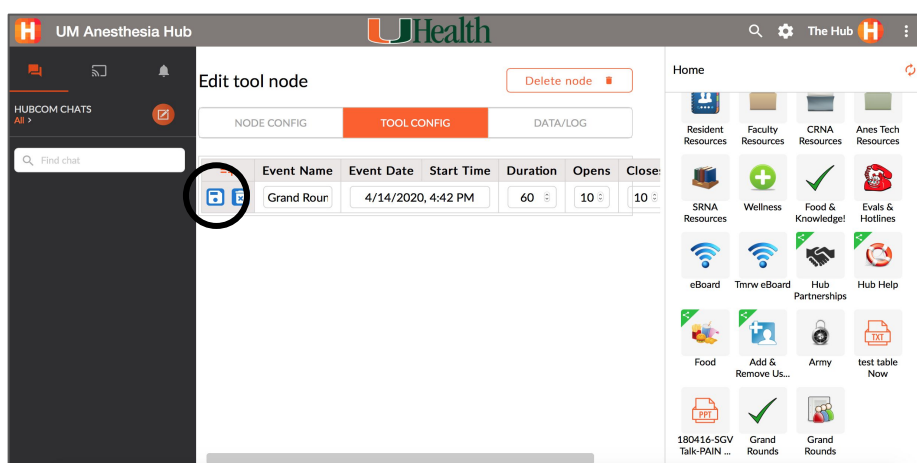 H UM Anesthesia Hub
UHealth
The Hub H
HUBCOM CHATS
All >
Find chat
Edit tool node
Delete node
NODE CONFIG TOOL CONFIG DATA/LOG
Event Name Event Date Start Time Duration Opens Close
Grand Roun 4/14/2020, 4:42 PM 60 10 10
Home
Resident Resources
Faculty Resources
CRNA Resources
Anes Tech Resources
SRNA Resources
Wellness
Food & Knowledge!
Evals & Hotlines
eBoard
Tmrw eBoard
Hub Partnerships
Hub Help
Food
Add & Remove Us...
Army
TXT
test table Now
PPT
180416-SGV Talk-PAIN ...
Grand Rounds
Grand Rounds